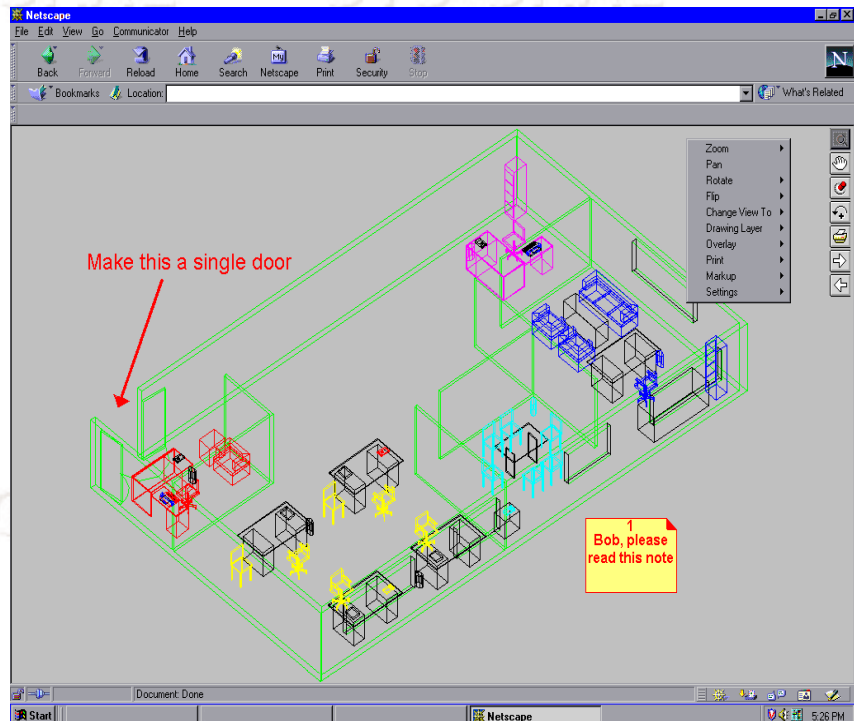 Netscape
File Edit View Go Communicator Help
My
Back Forward Reload Home Search Netscape Print Security Stop
N
Bookmarks Location: What's Related
Zoom
Pan
Rotate
Flip
Change View To
Drawing Layer
Overlay
Print
Markup
Settings
Make this a single door
1
Bob, please
read this note
Document: Done
Start Netscape 5:26 PM